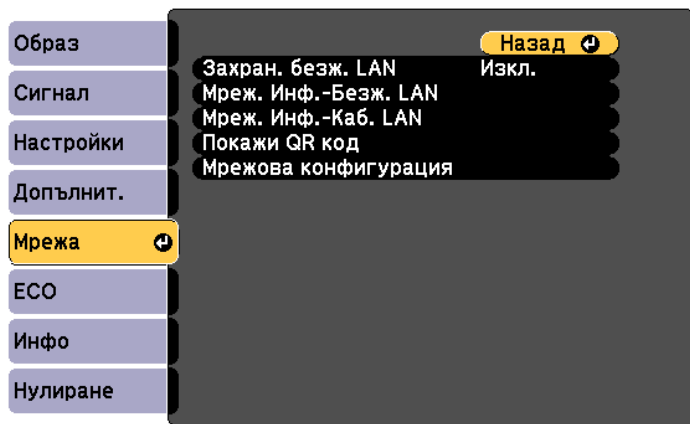 Образ
Сигнал
Настройки
Допълнит.
Мрежа
ECO
Инфо
Нулиране
Назад
Захран. безж. LAN Изкл.
Мреж. Инф.-Безж. LAN
Мреж. Инф.-Каб. LAN
Покажи QR код
Мрежова конфигурация